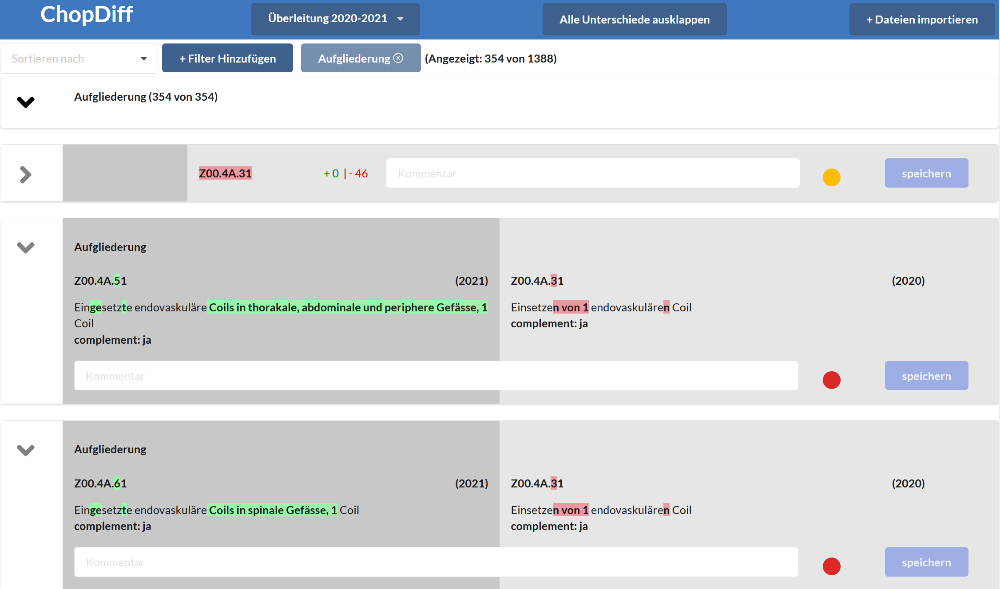 ChopDiff
Überleitung 2020-2021
Alle Unterschiede ausklappen
+ Dateien importieren
Sortieren nach
+ Filter Hinzufügen
Aufgliederung
(Angezeigt: 354 von 1388)
Aufgliederung (354 von 354)
Z00.4A.31
+ 0 | - 46
Kommentar
speichern
Aufgliederung
Z00.4A.51 (2021)
Z00.4A.31 (2020)
Eingesetzte endovaskuläre Coils in thorakale, abdominale und periphere Gefässe, 1
Coil
complement: ja
Einsetzen von 1 endovaskulären Coil
complement: ja
Kommentar
speichern
Aufgliederung
Z00.4A.61 (2021)
Z00.4A.31 (2020)
Eingesetzte endovaskuläre Coils in spinale Gefässe, 1 Coil
complement: ja
Einsetzen von 1 endovaskulären Coil
complement: ja
Kommentar
speichern